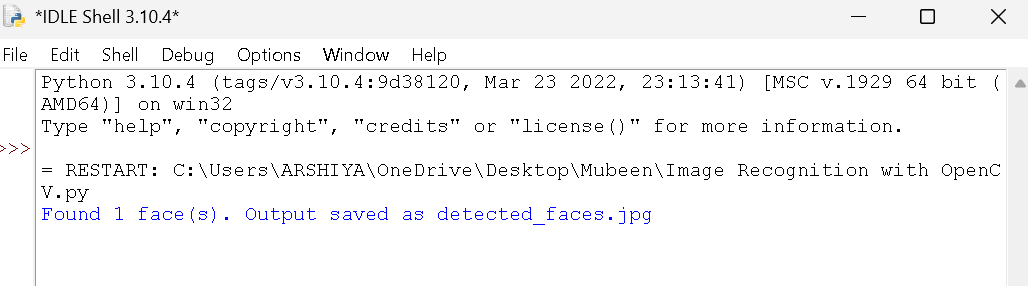 *IDLE Shell 3.10.4*
File Edit Shell Debug Options Window Help
Python 3.10.4 (tags/v3.10.4:9d38120, Mar 23 2022, 23:13:41) [MSC v.1929 64 bit (
AMD64)] on win32
Type "help", "copyright", "credits" or "license()" for more information.
>>>
= RESTART: C:\Users\ARSHIYA\OneDrive\Desktop\Mubeen\Image Recognition with OpenC
V.py
Found 1 face(s). Output saved as detected_faces.jpg